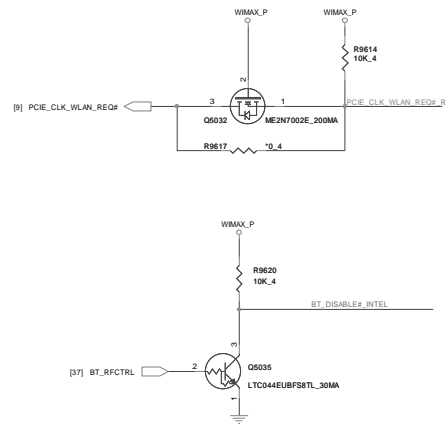 WIMAX_P
WIMAX_P
R9614
10K_4
2
[9] PCIE_CLK_WLAN_REQ#
3
1
PCIE_CLK_WLAN_REQ#_R
Q5032
ME2N7002E_200MA
R9617
*0_4
WIMAX_P
R9620
10K_4
BT_DISABLE#_INTEL
3
[37] BT_RFCTRL
2
Q5035
LTC044EUBFS8TL_30MA
1